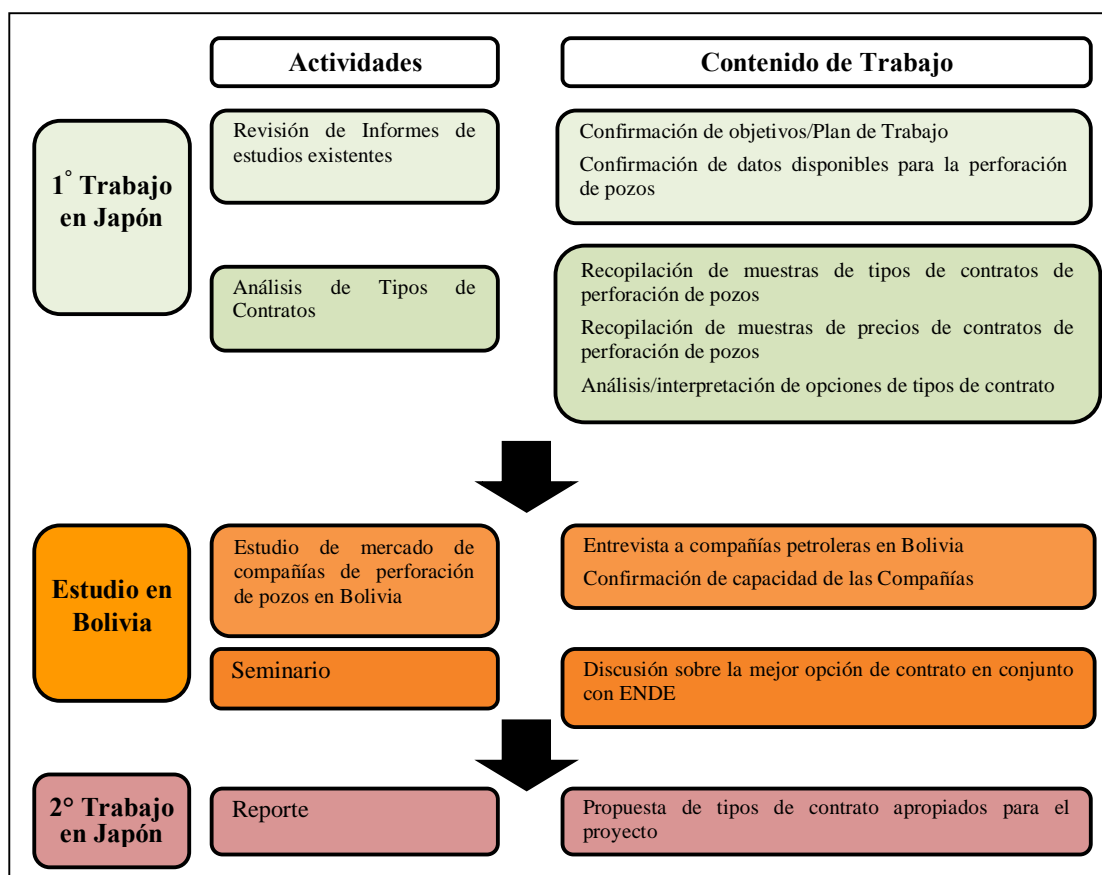 Actividades
Contenido de Trabajo
1° Trabajo
en Japón
Revisión de Informes de
estudios existentes
Confirmación de objetivos/Plan de Trabajo
Confirmación de datos disponibles para la perforación
de pozos
Análisis de Tipos de
Contratos
Recopilación de muestras de tipos de contratos de
perforación de pozos
Recopilación de muestras de precios de contratos de
perforación de pozos
Análisis/interpretación de opciones de tipos de contrato
Estudio en
Bolivia
Estudio de mercado de
compañías de perforación
de pozos en Bolivia
Entrevista a compañías petroleras en Bolivia
Confirmación de capacidad de las Compañías
Seminario
Discusión sobre la mejor opción de contrato en conjunto
con ENDE
2° Trabajo
en Japón
Reporte
Propuesta de tipos de contrato apropiados para el
proyecto